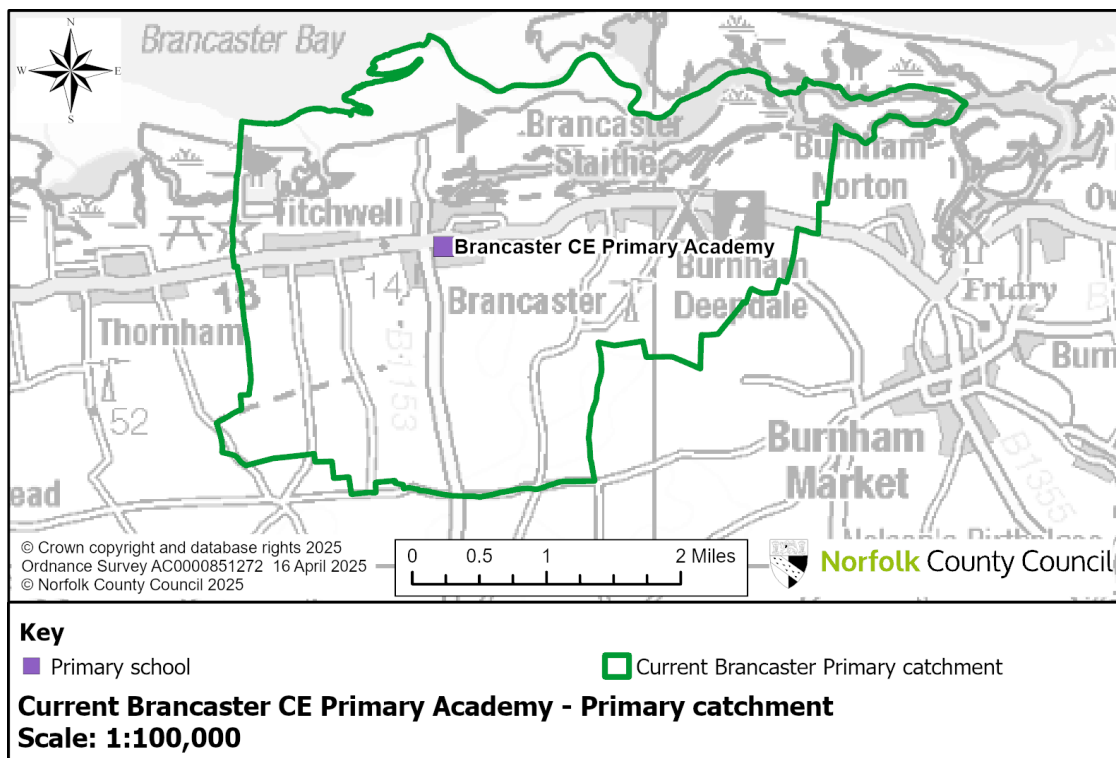 N
W E
S
Brancaster Bay
Brancaster
Staithe
Burnham
Norton
Titchwell
Brancaster CE Primary Academy
Burnham
Deepdale
Brancaster
14
18
Thornham
B1153
Friary
52
Burnham
Market
B1355
ead
© Crown copyright and database rights 2025
Ordnance Survey AC0000851272 16 April 2025
© Norfolk County Council 2025
0 0.5 1 2 Miles
Norfolk County Council
Key
Primary school
Current Brancaster Primary catchment
Current Brancaster CE Primary Academy - Primary catchment
Scale: 1:100,000